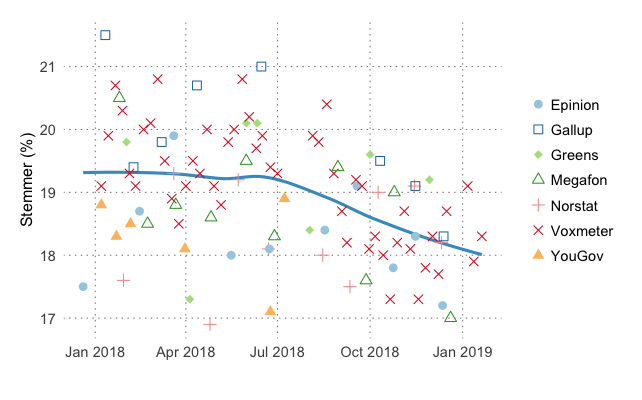 Stemmer (%)
21
20
19
18
17
Jan 2018
Apr 2018
Jul 2018
Oct 2018
Jan 2019
Epinion
Gallup
Greens
Megafon
Norstat
Voxmeter
YouGov